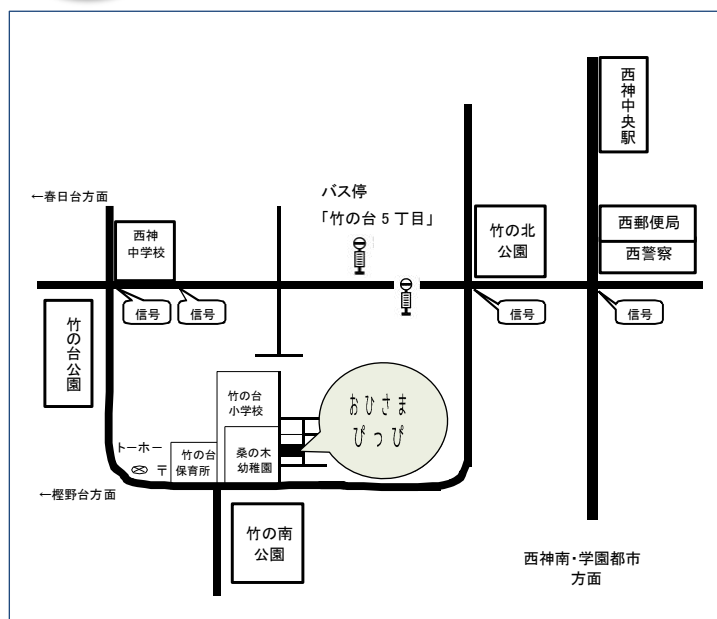 西神中央駅
←春日台方面
バス停
「竹の台５丁目」
西神
中学校
竹の北
公園
西郵便局
西警察
信号
信号
信号
信号
竹の台公園
竹の台
小学校
おひさま
ぴっぴ
トーホー
竹の台
保育所
桑の木
幼稚園
〒
←樫野台方面
竹の南
公園
西神南・学園都市
方面